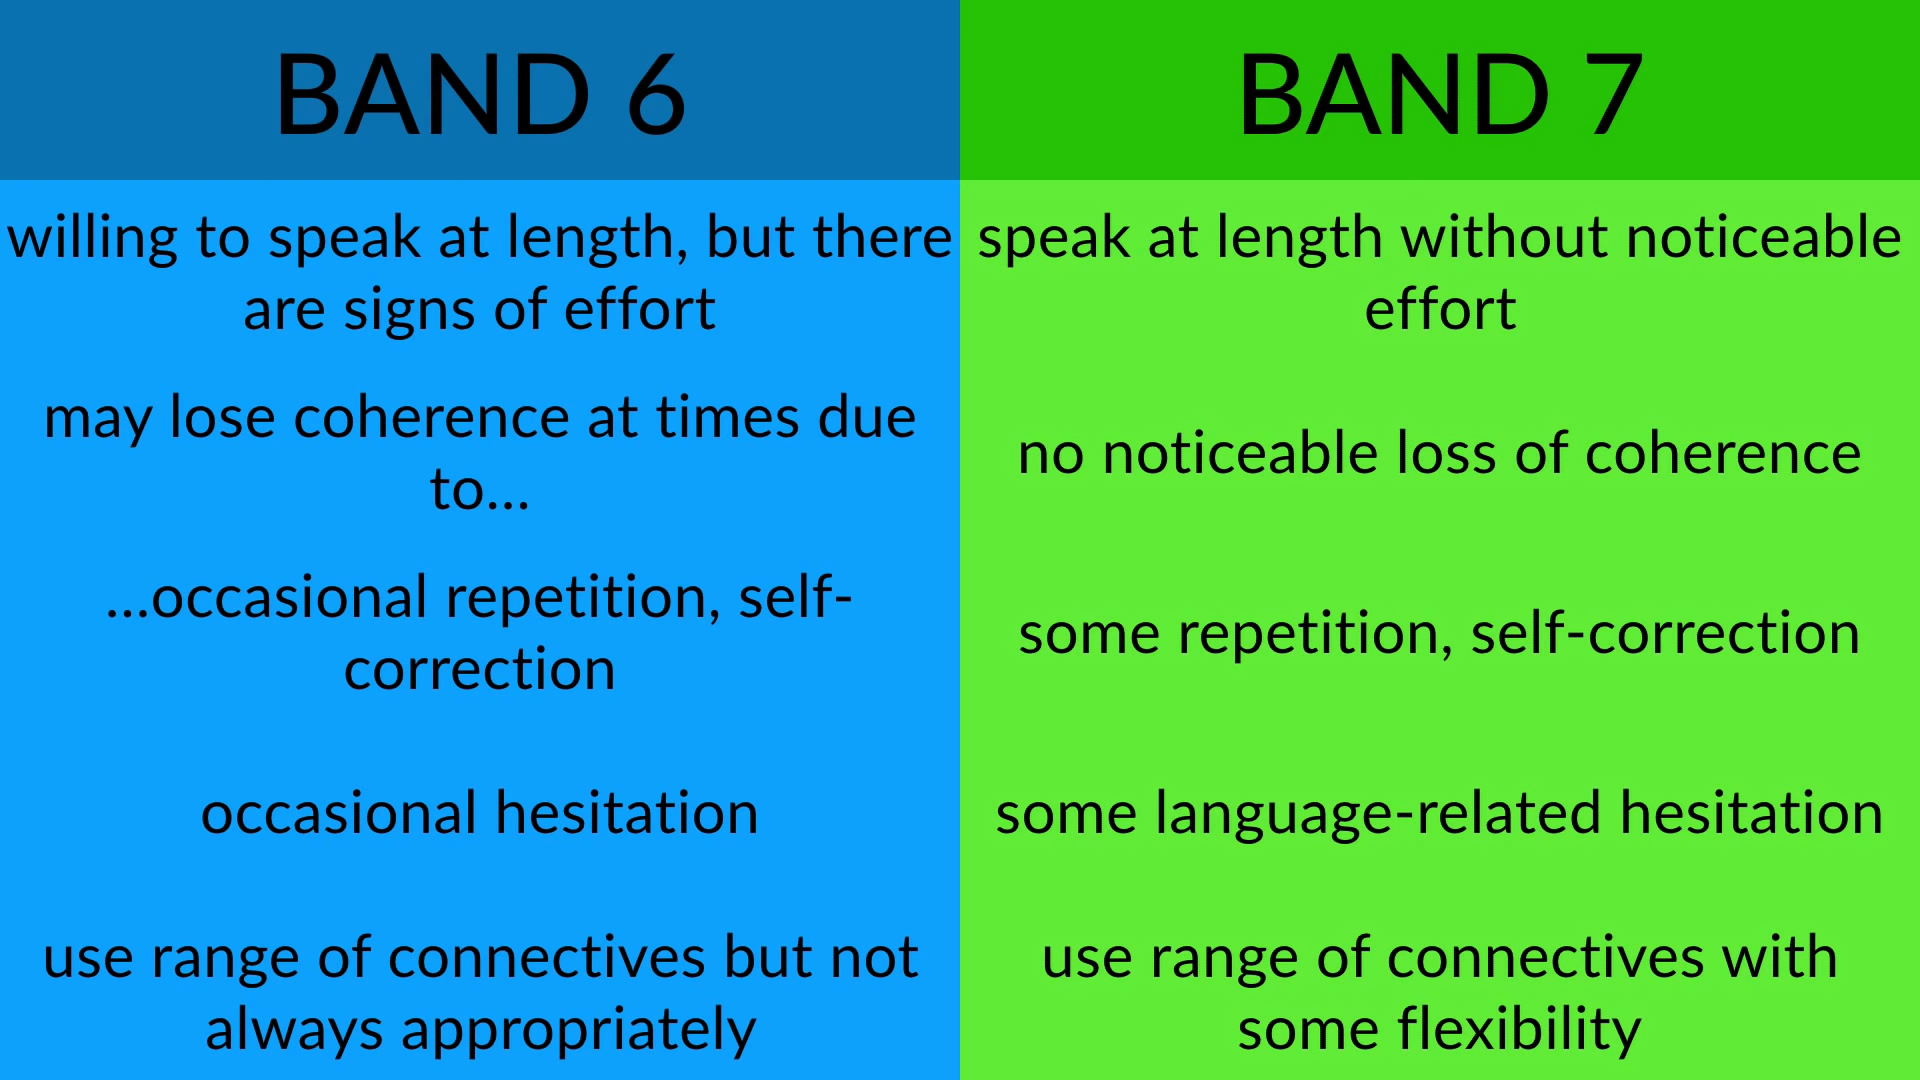 BAND 6
BAND 7
willing to speak at length, but there
are signs of effort
speak at length without noticeable
effort
may lose coherence at times due
to...
no noticeable loss of coherence
...occasional repetition, self-
correction
some repetition, self-correction
occasional hesitation
some language-related hesitation
use range of connectives but not
always appropriately
use range of connectives with
some flexibility